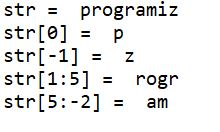 str =  programiz
str[0] =  p
str[-1] =  z
str[1:5] =  rogr
str[5:-2] =  am